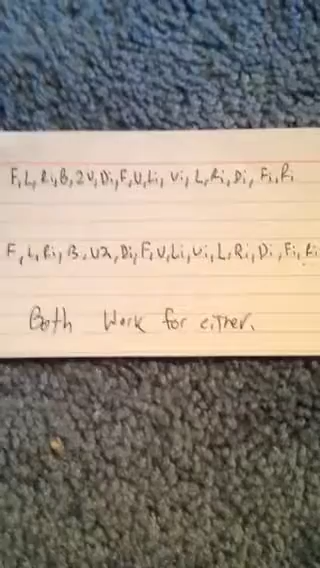 F, L, Ri, B, 2U, Di, F, U, Li, Ui, L, Ri, Di, Fi, Ri
F, L, Ri, B, U2, Di, F, U, Li, Ui, L, Ri, Di, Fi, Ri
Both Work for either.